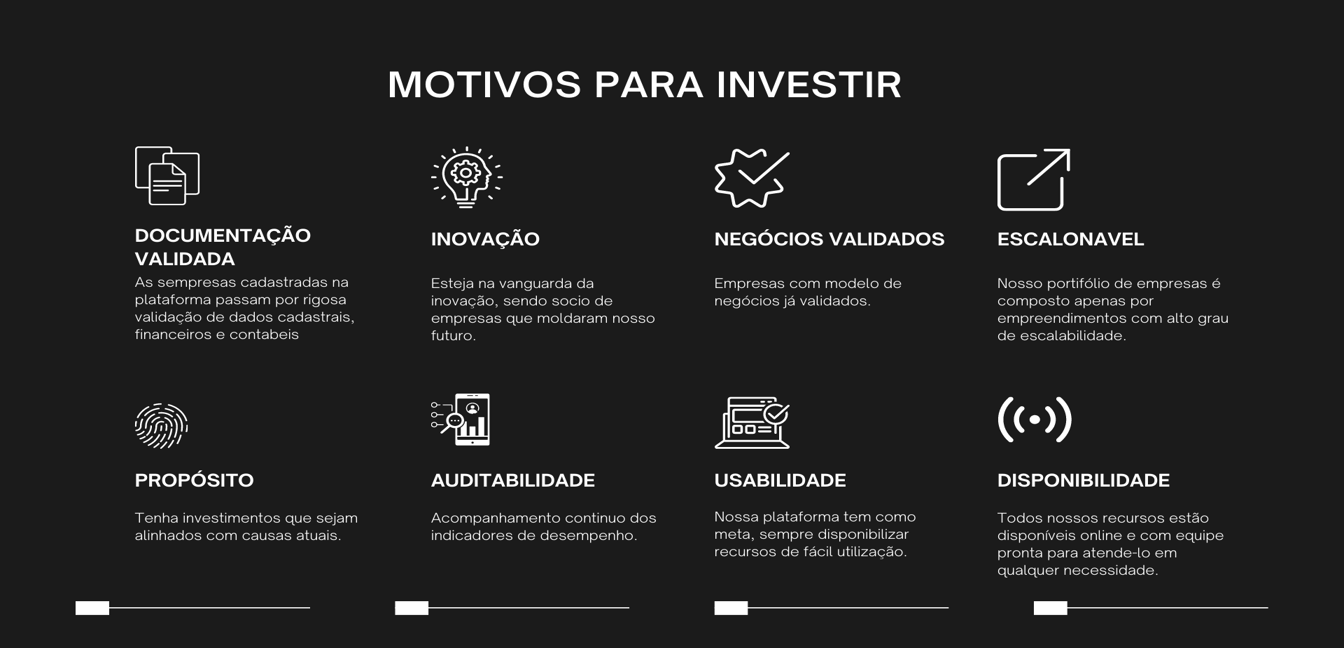 MOTIVOS PARA INVESTIR
DOCUMENTAÇÃO
VALIDADA
As sempresas cadastradas na
plataforma passam por rigosa
validação de dados cadastrais,
financeiros e contabeis
INOVAÇÃO
Esteja na vanguarda da
inovação, sendo socio de
empresas que moldaram nosso
futuro.
NEGÓCIOS VALIDADOS
Empresas com modelo de
negócios já validados.
ESCALONAVEL
Nosso portifólio de empresas é
composto apenas por
empreendimentos com alto grau
de escalabilidade.
PROPÓSITO
Tenha investimentos que sejam
alinhados com causas atuais.
AUDITABILIDADE
Acompanhamento continuo dos
indicadores de desempenho.
USABILIDADE
Nossa plataforma tem como
meta, sempre disponibilizar
recursos de fácil utilização.
DISPONIBILIDADE
Todos nossos recursos estão
disponíveis online e com equipe
pronta para atende-lo em
qualquer necessidade.